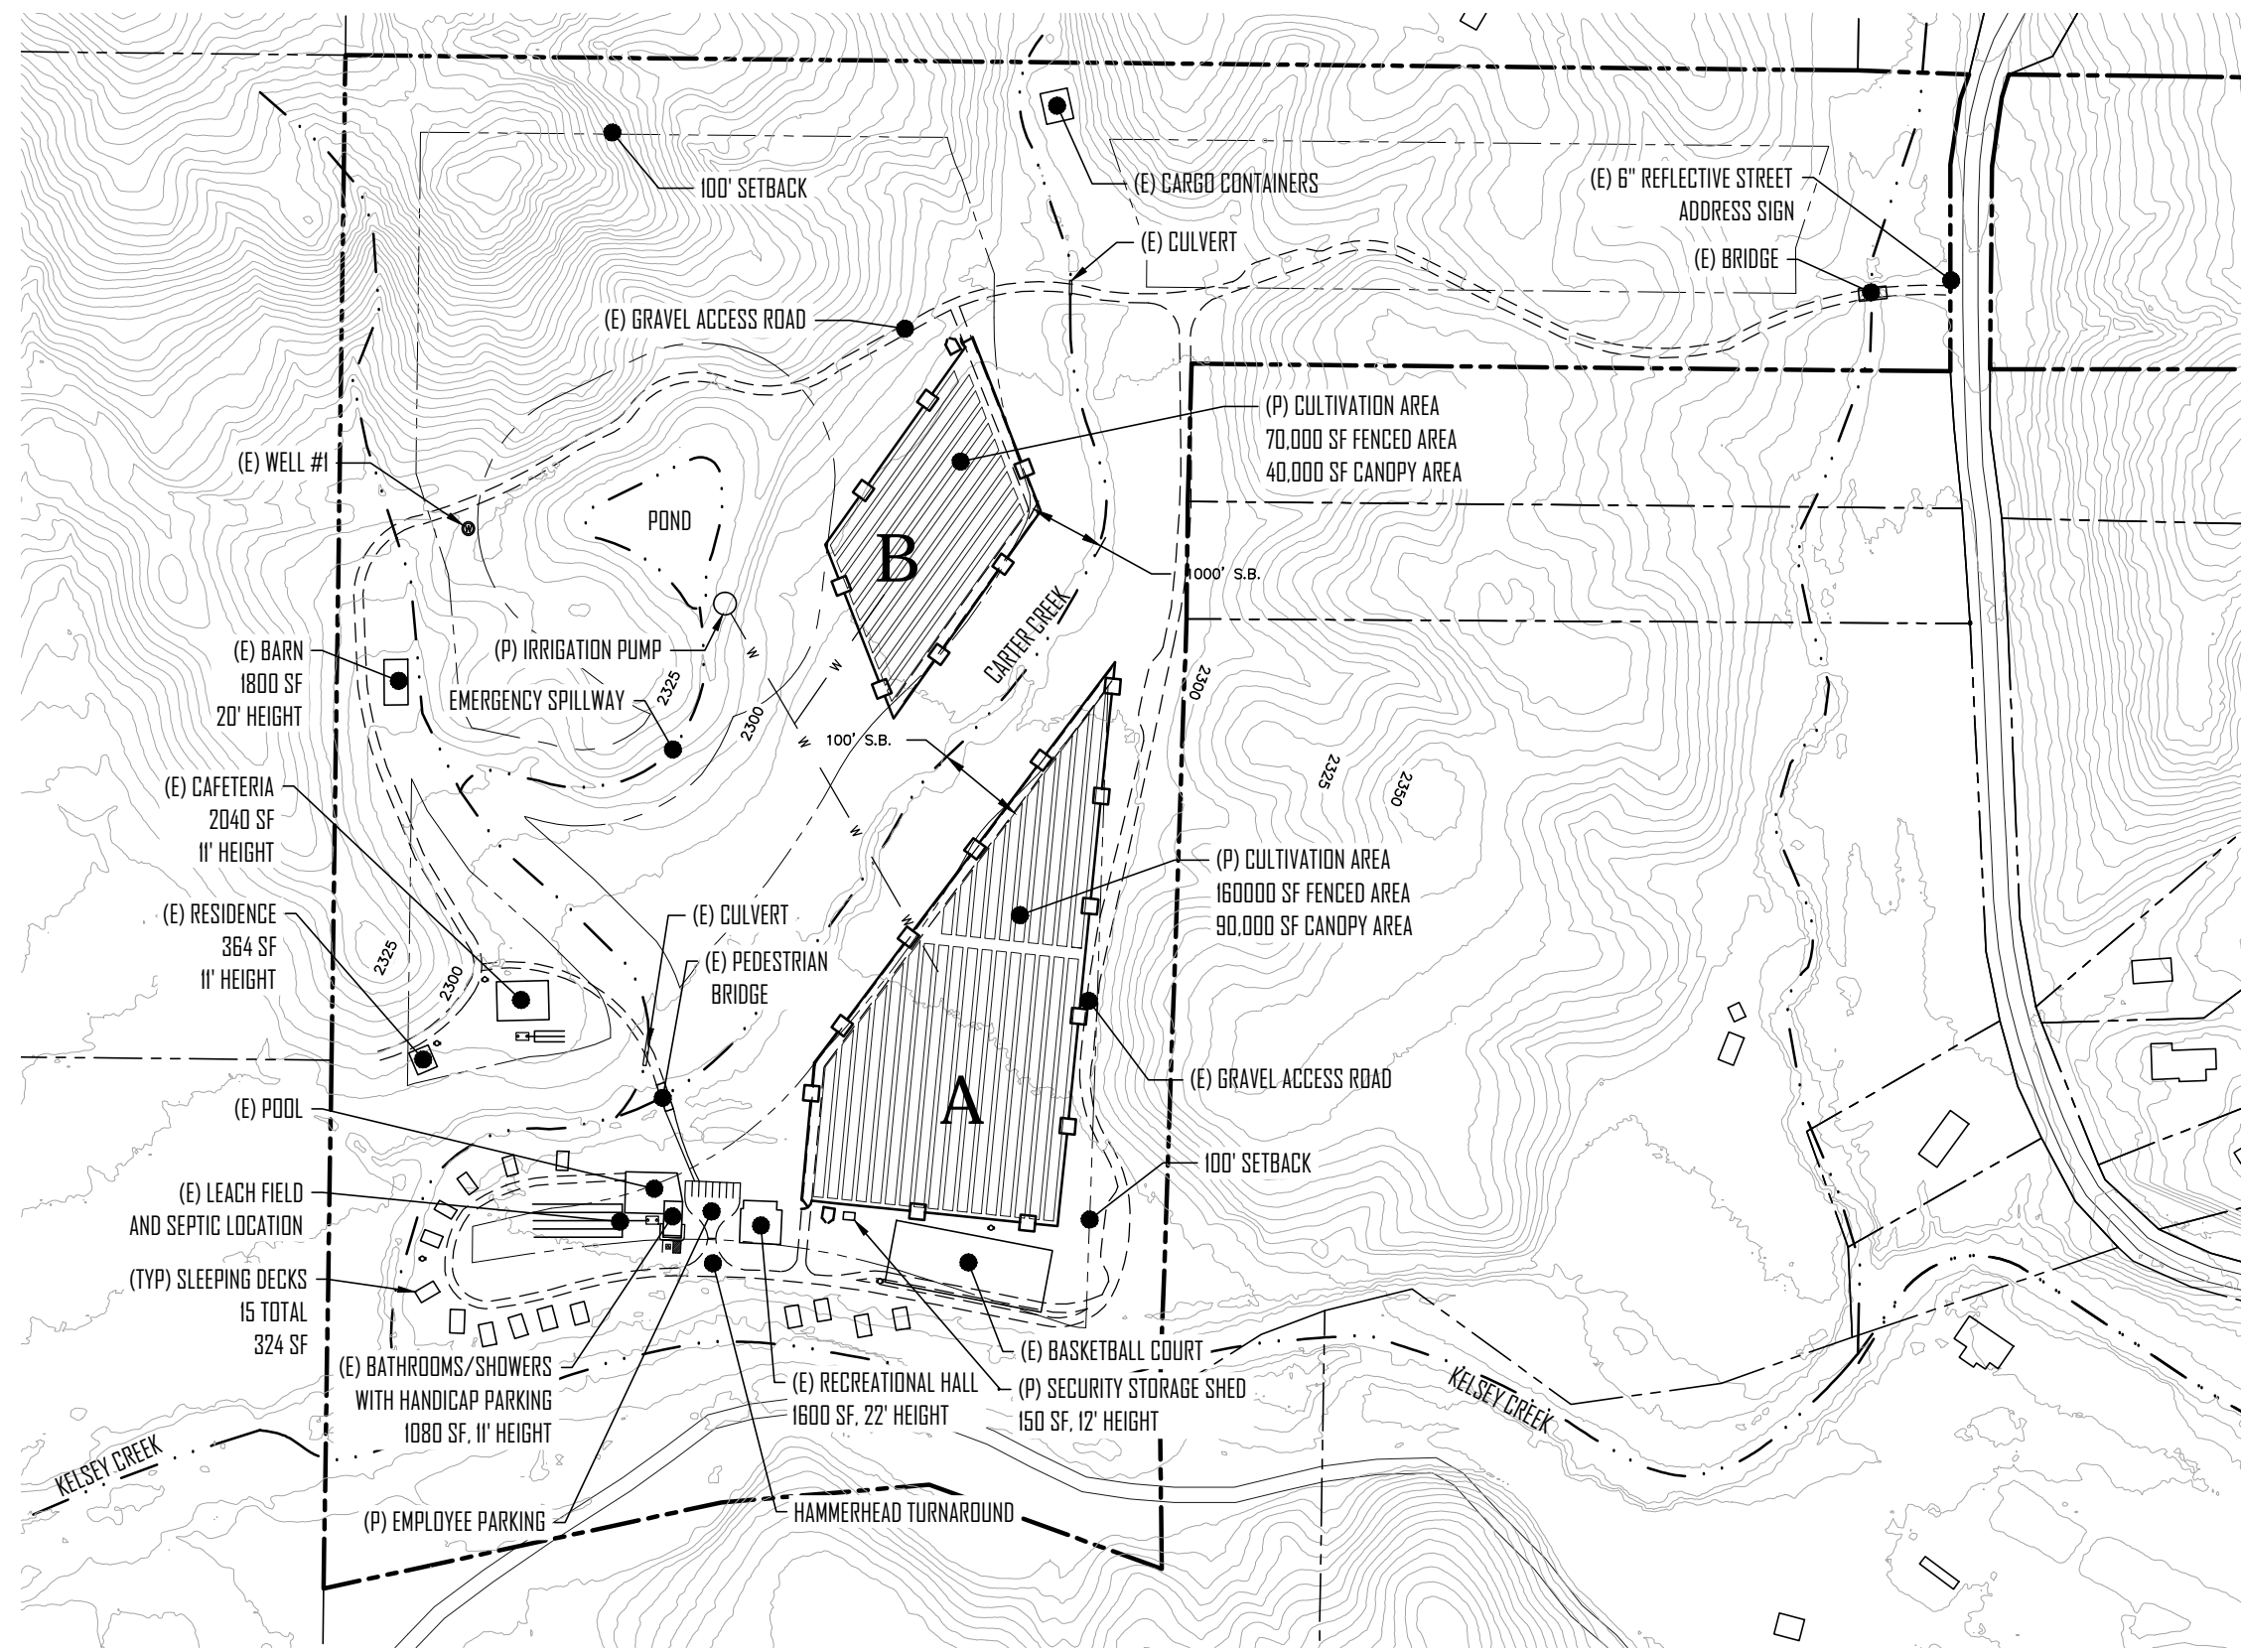 100' SETBACK
(E) CARGO CONTAINERS
(E) 6" REFLECTIVE STREET
ADDRESS SIGN
(E) CULVERT
(E) BRIDGE
(E) GRAVEL ACCESS ROAD
(P) CULTIVATION AREA
70,000 SF FENCED AREA
40,000 SF CANOPY AREA
(E) WELL #1
W
POND
B
1000' S.B.
CARTER CREEK
(E) BARN
1800 SF
20' HEIGHT
(P) IRRIGATION PUMP
W
W
EMERGENCY SPILLWAY
2325
2300
2300
W
100' S.B.
2325
2350
(E) CAFETERIA
2040 SF
11' HEIGHT
W
(P) CULTIVATION AREA
160000 SF FENCED AREA
90,000 SF CANOPY AREA
(E) RESIDENCE
364 SF
11' HEIGHT
2325
2300
(E) CULVERT
W
(E) PEDESTRIAN
BRIDGE
(E) GRAVEL ACCESS ROAD
A
(E) POOL
100' SETBACK
(E) LEACH FIELD
AND SEPTIC LOCATION
(TYP) SLEEPING DECKS
15 TOTAL
324 SF
(E) BATHROOMS/SHOWERS
WITH HANDICAP PARKING
1080 SF, 11' HEIGHT
(E) RECREATIONAL HALL
1600 SF, 22' HEIGHT
(E) BASKETBALL COURT
(P) SECURITY STORAGE SHED
150 SF, 12' HEIGHT
KELSEY CREEK
KELSEY CREEK
(P) EMPLOYEE PARKING
HAMMERHEAD TURNAROUND